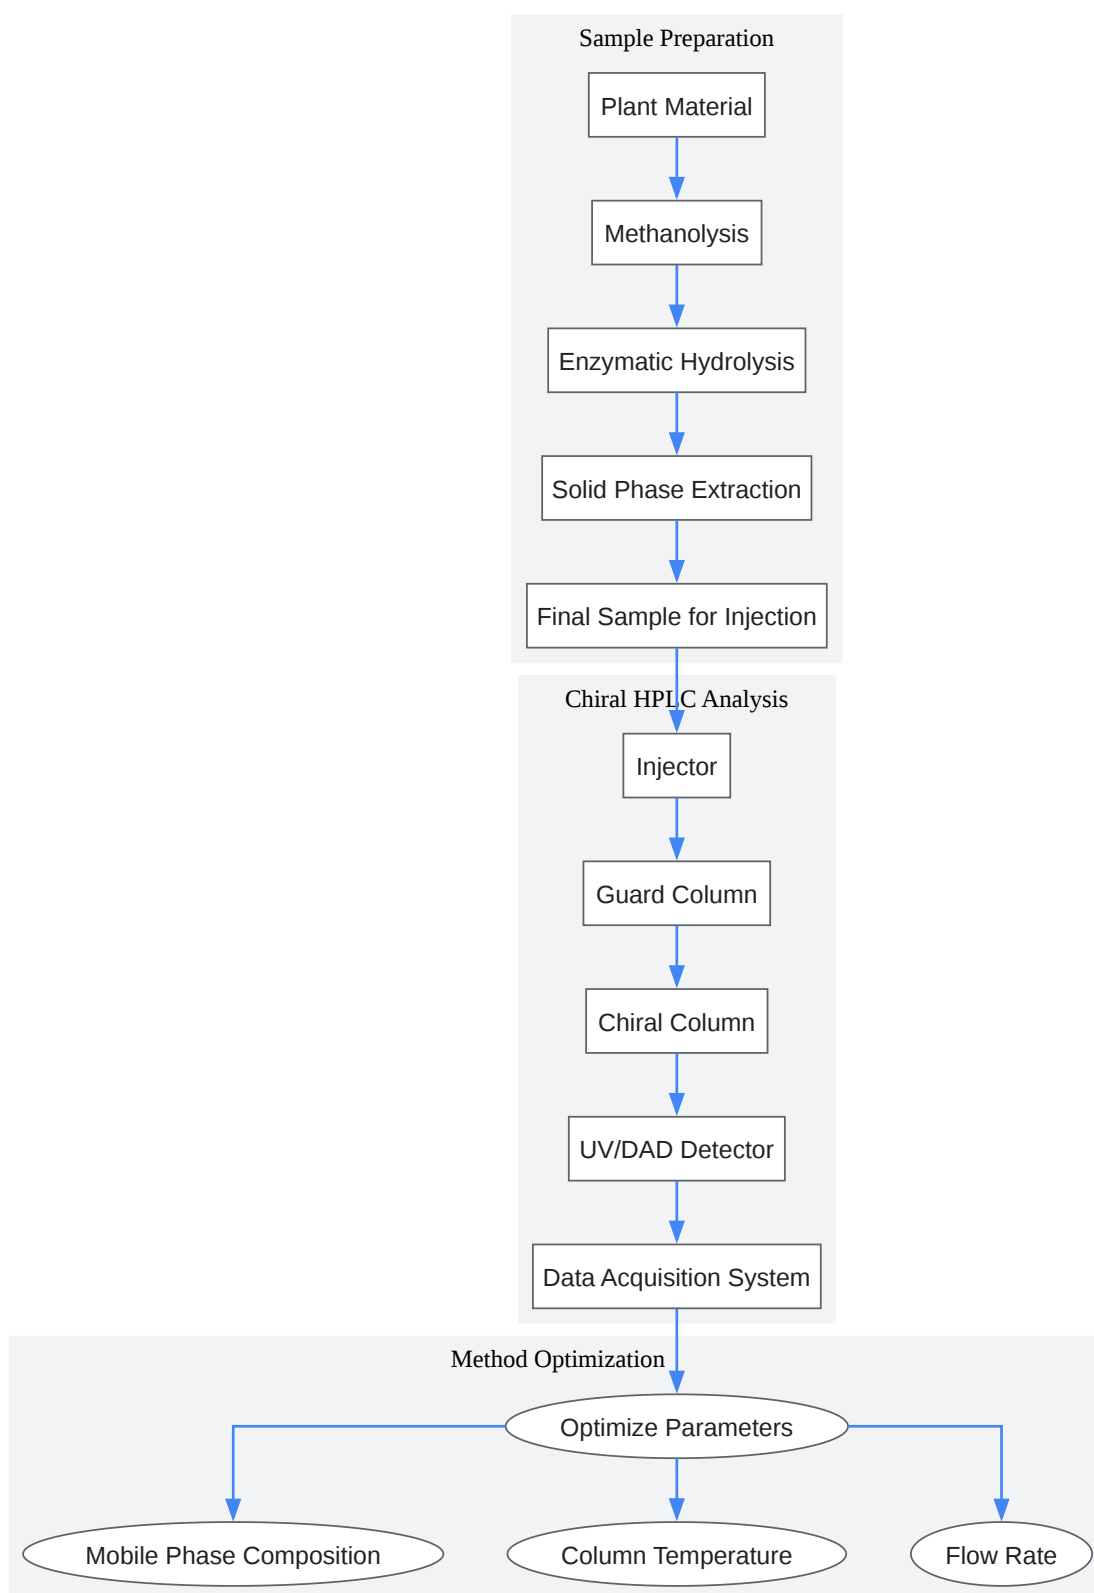 Sample Preparation
Plant Material
Methanolysis
Enzymatic Hydrolysis
Solid Phase Extraction
Final Sample for Injection
Chiral HPLC Analysis
Injector
Guard Column
Chiral Column
UV/DAD Detector
Data Acquisition System
Method Optimization
Optimize Parameters
Mobile Phase Composition
Column Temperature
Flow Rate